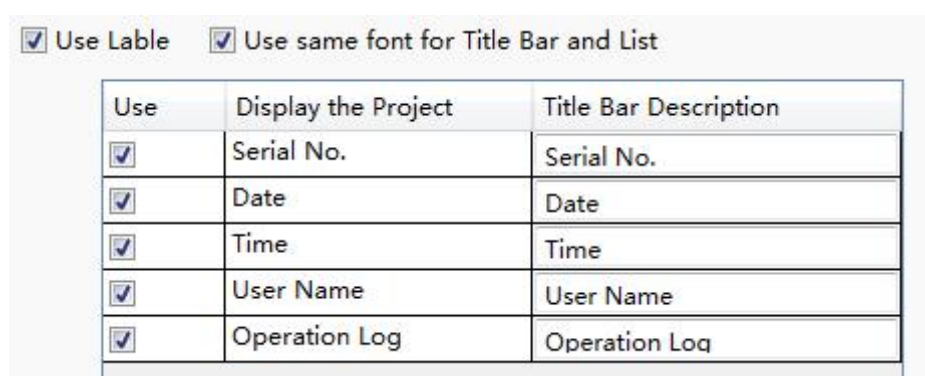 Use Lable Use same font for Title Bar and List
Use Display the Project Title Bar Description
Serial No. Serial No.
Date Date
Time Time
User Name User Name
Operation Log Operation Log